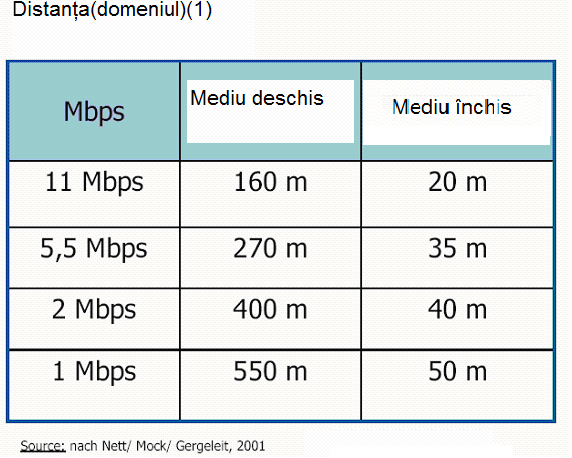 Distanța(domeniul)(1)
Mbps Mediu deschis Mediu închis
11 Mbps 160 m 20 m
5,5 Mbps 270 m 35 m
2 Mbps 400 m 40 m
1 Mbps 550 m 50 m
Source: nach Nett/ Mock/ Gergeleit, 2001